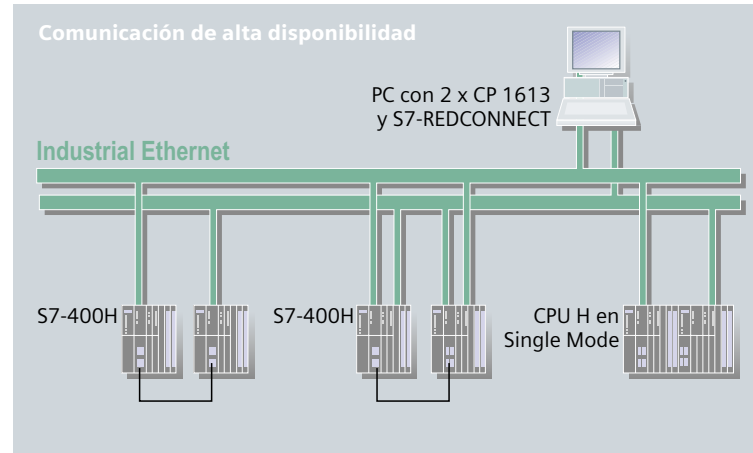 Comunicación de alta disponibilidad
PC con 2 x CP 1613
y S7-REDCONNECT
Industrial Ethernet
S7-400H
S7-400H
CPU H en
Single Mode